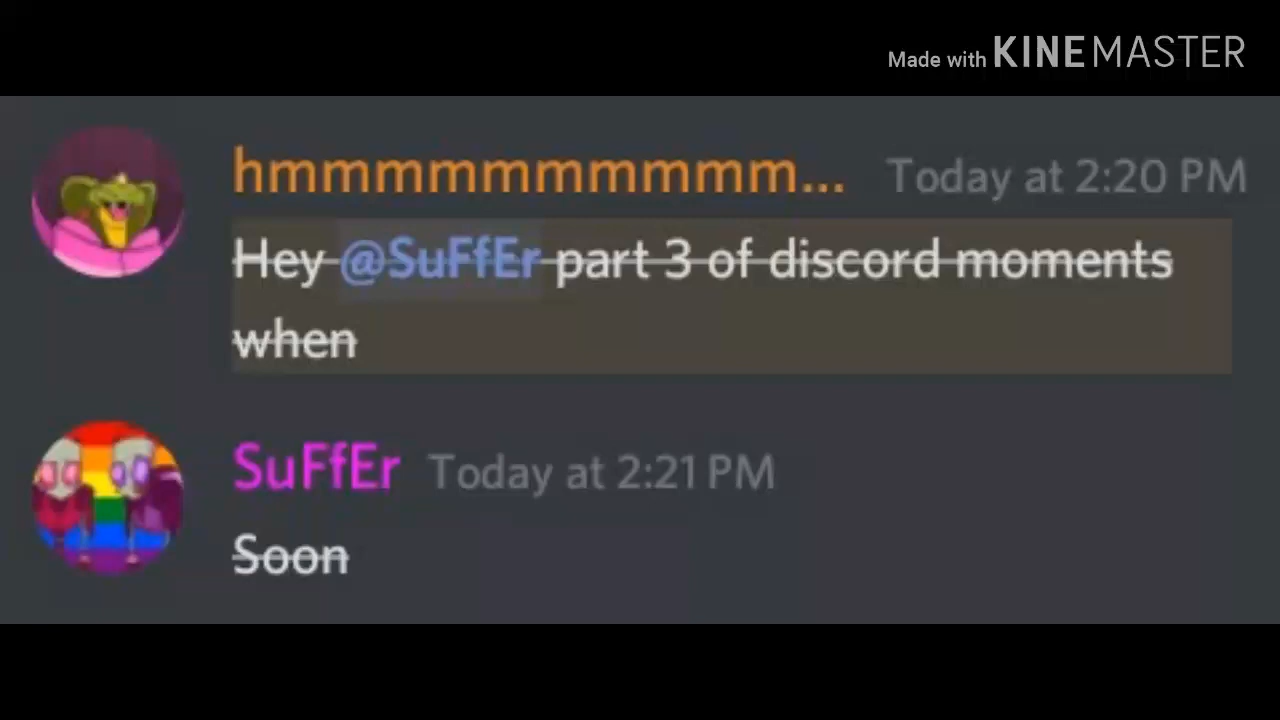 Made with KINEMASTER
hmmmmmmmmmmm... Today at 2:20 PM
Hey @SuFfEr part 3 of discord moments
when
SuFfEr Today at 2:21 PM
Soon